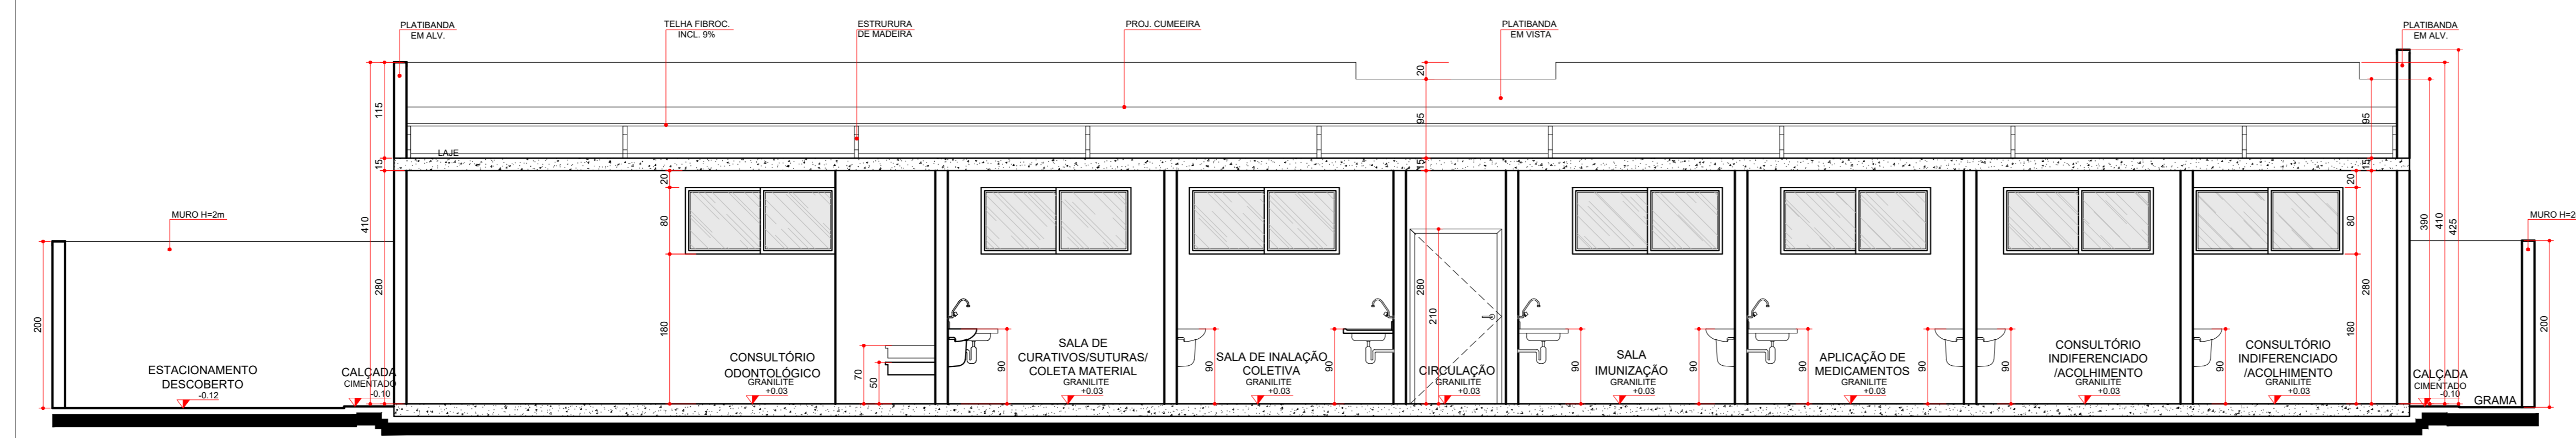 PLATIBANDA
EM ALV.
TELHA FIBROC.
INCL. 9%
ESTRURURA
DE MADEIRA
PROJ. CUMEEIRA
PLATIBANDA
EM VISTA
PLATIBANDA
EM ALV.
20
115
95
95
LAJE
15
15
15
20
20
MURO H=2m
MURO H=2
410
80
80
390
410
425
280
280
210
280
200
180
180
200
70
50
90
90
90
90
90
90
90
90
90
ESTACIONAMENTO
DESCOBERTO
-0.12
CALÇADA
CIMENTADO
-0.10
CONSULTÓRIO
ODONTOLÓGICO
GRANILITE
+0.03
SALA DE
CURATIVOS/SUTURAS/
COLETA MATERIAL
GRANILITE
+0.03
SALA DE INALAÇÃO
COLETIVA
GRANILITE
+0.03
CIRCULAÇÃO
GRANILITE
+0.03
SALA
IMUNIZAÇÃO
GRANILITE
+0.03
APLICAÇÃO DE
MEDICAMENTOS
GRANILITE
+0.03
CONSULTÓRIO
INDIFERENCIADO
/ACOLHIMENTO
GRANILITE
+0.03
CONSULTÓRIO
INDIFERENCIADO
/ACOLHIMENTO
GRANILITE
+0.03
CALÇADA
CIMENTADO
-0.10
GRAMA